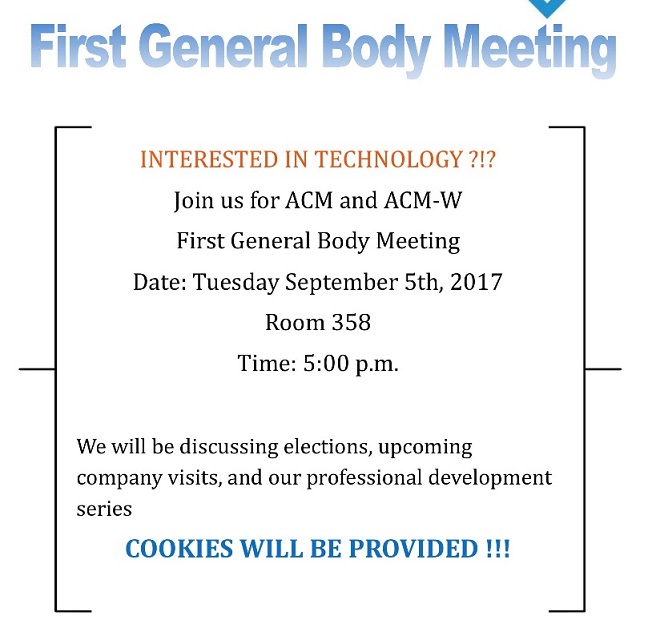 First General Body Meeting
INTERESTED IN TECHNOLOGY ?!?
Join us for ACM and ACM-W
First General Body Meeting
Date: Tuesday September 5th, 2017
Room 358
Time: 5:00 p.m.
We will be discussing elections, upcoming
company visits, and our professional development
series
COOKIES WILL BE PROVIDED !!!